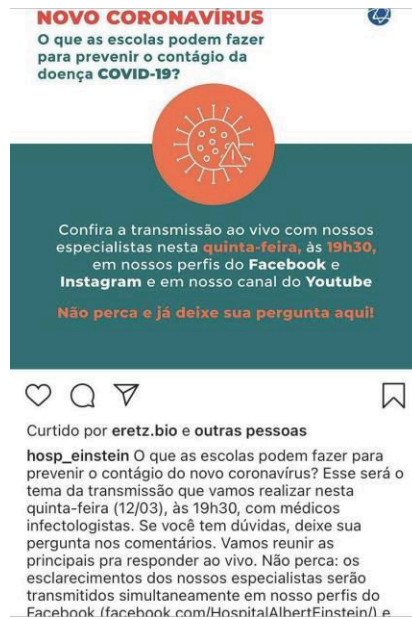 NOVO CORONAVÍRUS
O que as escolas podem fazer
para prevenir o contágio da
doença COVID-19?
Confira a transmissão ao vivo com nossos
especialistas nesta quinta-feira, às 19h30,
em nossos perfis do Facebook e
Instagram e em nosso canal do Youtube
Não perca e já deixe sua pergunta aqui!
Curtido por eretz.bio e outras pessoas
hosp_einstein O que as escolas podem fazer para
prevenir o contágio do novo coronavírus? Esse será o
tema da transmissão que vamos realizar nesta
quinta-feira (12/03), às 19h30, com médicos
infectologistas. Se você tem dúvidas, deixe sua
pergunta nos comentários. Vamos reunir as
principais pra responder ao vivo. Não perca: os
esclarecimentos dos nossos especialistas serão
transmitidos simultaneamente em nosso perfis do
Facebook (facebook.com/HospitalAlbertEinstein/) e